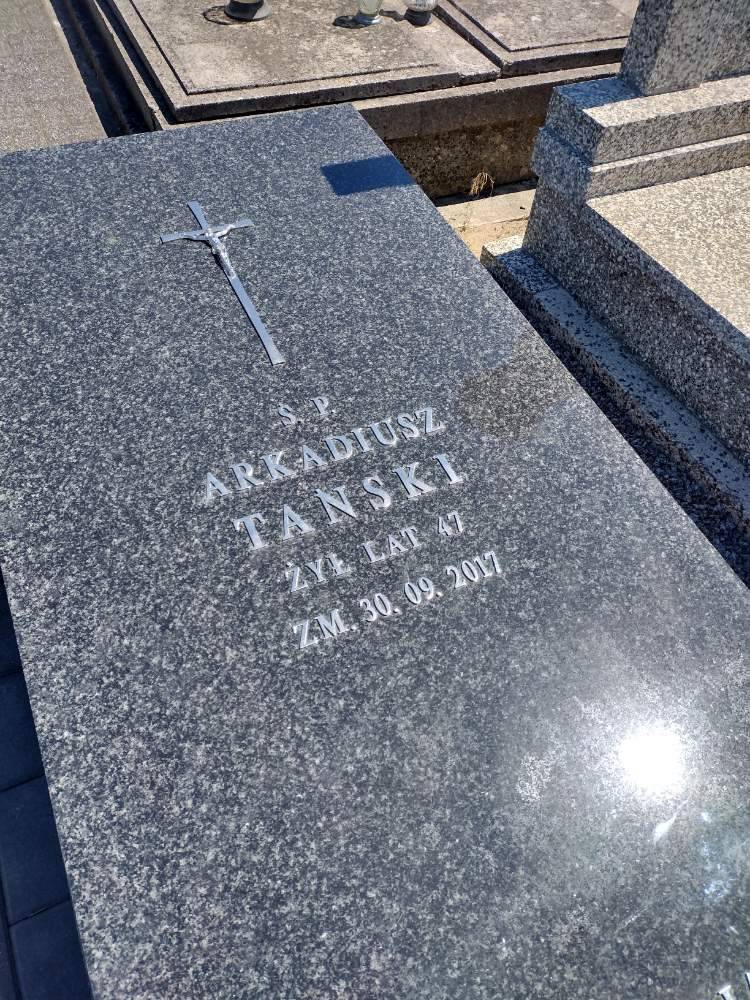 Ś. P.
ARKADIUSZ
TAŃSKI
ŻYŁ LAT 47
ZM. 30. 09. 2017